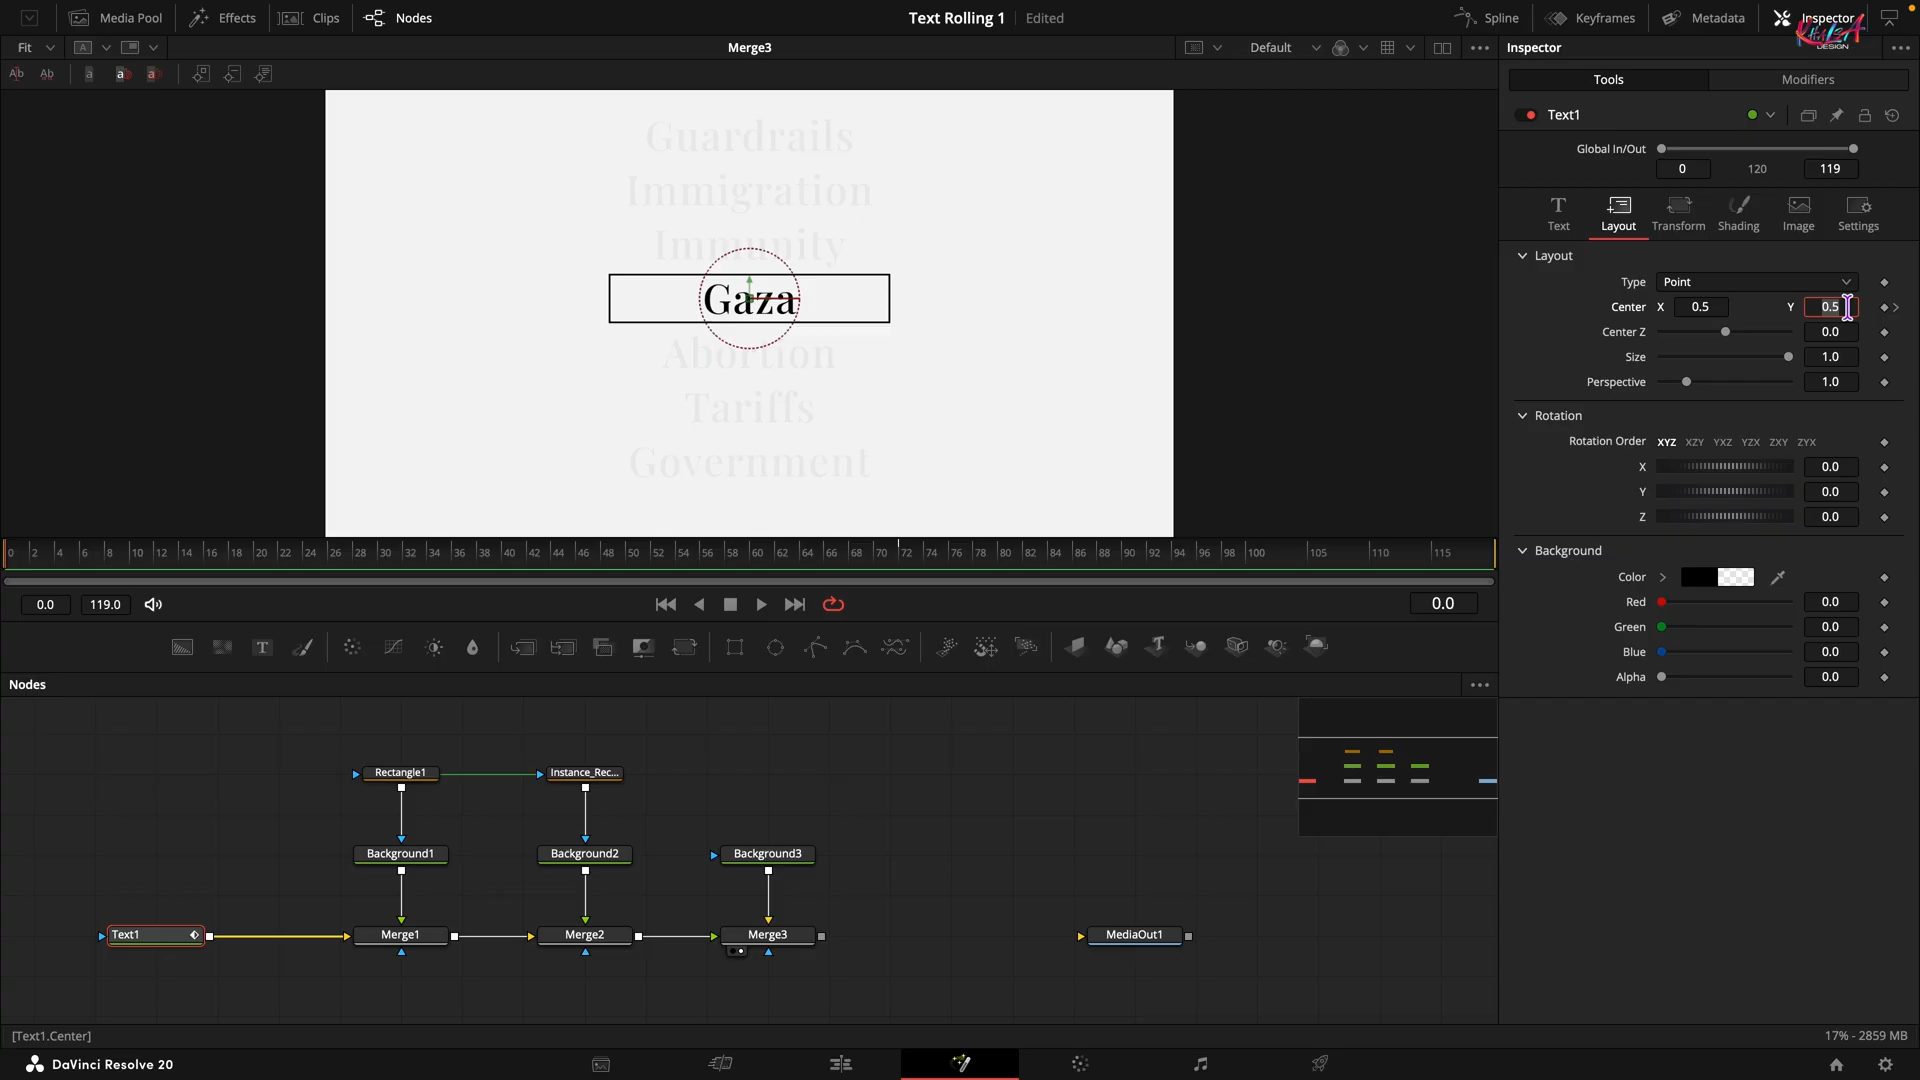 Media Pool Effects Clips Nodes Text Rolling 1 Edited Spline Keyframes Metadata Inspector
KHALSA
DESIGN
Fit Merge3 Default Inspector
Tools Modifiers
Text1
Global In/Out
0 120 119
Text Layout Transform Shading Image Settings
Layout
Type Point
Center X 0.5 Y 0.5
Center Z 0.0
Size 1.0
Perspective 1.0
Rotation
Rotation Order XYZ XZY YXZ YZX ZXY ZYX
X 0.0
Y 0.0
Z 0.0
Background
Color
Red 0.0
Green 0.0
Blue 0.0
Alpha 0.0
Guardrails
Immigration
Immunity
Gaza
Abortion
Tariffs
Government
0 2 4 6 8 10 12 14 16 18 20 22 24 26 28 30 32 34 36 38 40 42 44 46 48 50 52 54 56 58 60 62 64 66 68 70 72 74 76 78 80 82 84 86 88 90 92 94 96 98 100 105 110 115
0.0 119.0 0.0
Nodes
Rectangle1 Instance_Rec...
Background1 Background2 Background3
Text1 Merge1 Merge2 Merge3 MediaOut1
[Text1.Center] 17% - 2859 MB
DaVinci Resolve 20